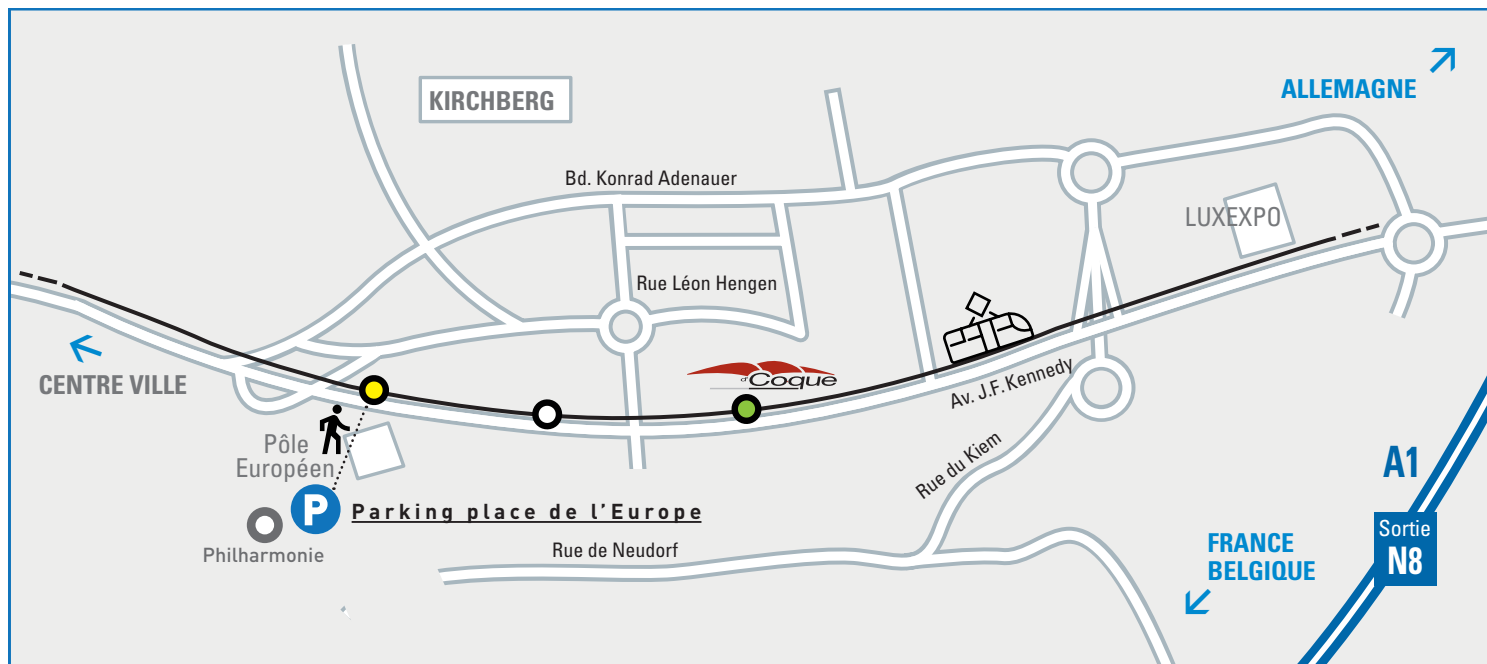 ALLEMAGNE
KIRCHBERG
Bd. Konrad Adenauer
LUXEXPO
Rue Léon Hengen
CENTRE VILLE
d'Coque
Av. J.F. Kennedy
Pôle
Européen
Rue du Kiem
A1
P
Parking place de l'Europe
Philharmonie
Rue de Neudorf
FRANCE
BELGIQUE
Sortie
N8